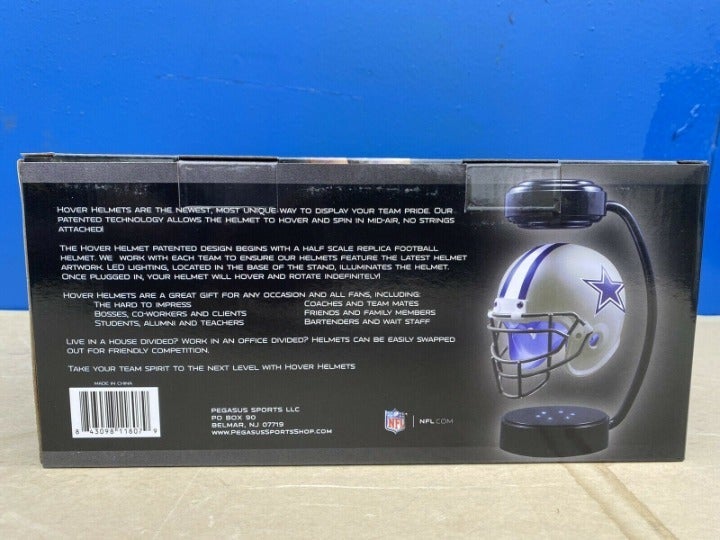 HOVER HELMETS ARE THE NEWEST, MOST UNIQUE WAY TO DISPLAY YOUR TEAM PRIDE. OUR
PATENTED TECHNOLOGY ALLOWS THE HELMET TO HOVER AND SPIN IN MID-AIR, NO STRINGS
ATTACHED!
THE HOVER HELMET PATENTED DESIGN BEGINS WITH A HALF SCALE REPLICA FOOTBALL
HELMET. WE WORK WITH EACH TEAM TO ENSURE OUR HELMETS FEATURE THE LATEST HELMET
ARTWORK. LED LIGHTING, LOCATED IN THE BASE OF THE STAND, ILLUMINATES THE HELMET.
ONCE PLUGGED IN, YOUR HELMET WILL HOVER AND ROTATE INDEFINITELY!
HOVER HELMETS ARE A GREAT GIFT FOR ANY OCCASION AND ALL FANS, INCLUDING:
THE HARD TO IMPRESS COACHES AND TEAM MATES
BOSSES, CO-WORKERS AND CLIENTS FRIENDS AND FAMILY MEMBERS
STUDENTS, ALUMNI AND TEACHERS BARTENDERS AND WAIT STAFF
LIVE IN A HOUSE DIVIDED? WORK IN AN OFFICE DIVIDED? HELMETS CAN BE EASILY SWAPPED
OUT FOR FRIENDLY COMPETITION.
TAKE YOUR TEAM SPIRIT TO THE NEXT LEVEL WITH HOVER HELMETS
MADE IN CHINA
8 43098 11807 9
PEGASUS SPORTS LLC
PO BOX 90
BELMAR, NJ 07719
WWW.PEGASUSSPORTSSHOP.COM
NFL | NFL.COM